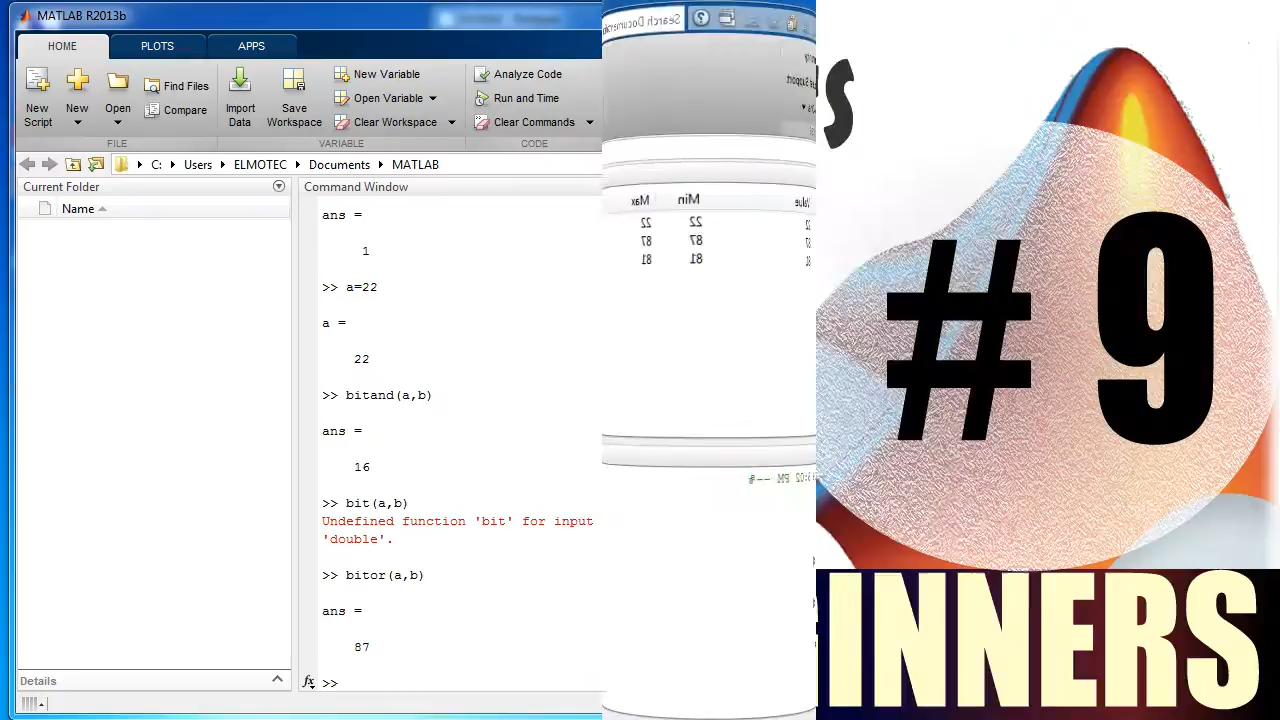 MATLAB R2013b
HOME
PLOTS
APPS
New Script
New
Open
Find Files
Compare
Import Data
Save Workspace
New Variable
Open Variable
Clear Workspace
Analyze Code
Run and Time
Clear Commands
FILE
VARIABLE
CODE
C:
Users
ELMOTEC
Documents
MATLAB
Current Folder
Name
Command Window
ans =
1
>> a=22
a =
22
>> bitand(a,b)
ans =
16
>> bit(a,b)
Undefined function 'bit' for input
'double'.
>> bitor(a,b)
ans =
87
fx >>
Details
Search
Max Min
22 22
87 87
81 81
S
# 9
INNERS